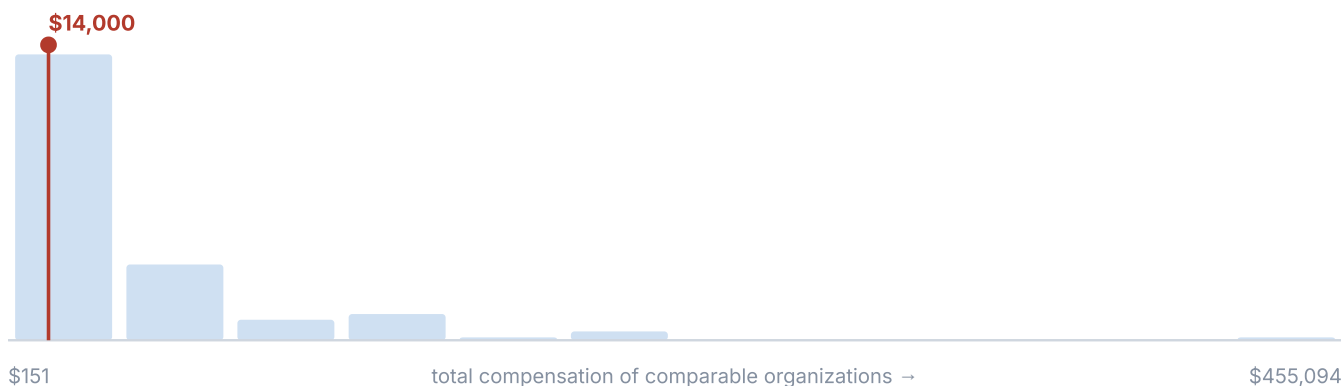 $14,000
$151
total compensation of comparable organizations →
$455,094